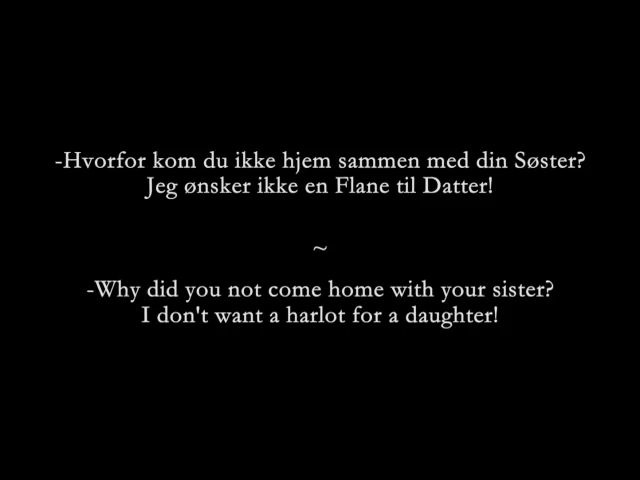 -Hvorfor kom du ikke hjem sammen med din Søster?
Jeg ønsker ikke en Flane til Datter!
~
-Why did you not come home with your sister?
I don't want a harlot for a daughter!